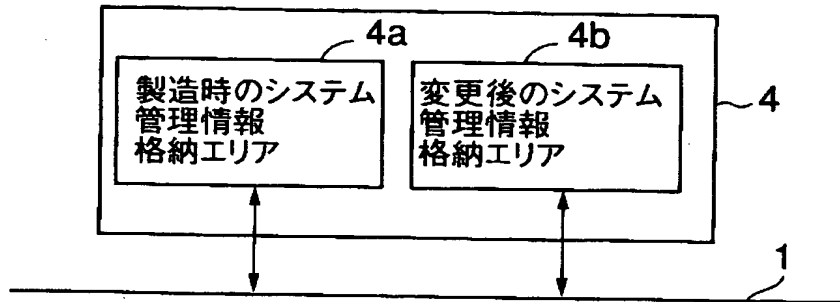 4a
4b
製造時のシステム
管理情報
格納エリア
変更後のシステム
管理情報
格納エリア
4
1